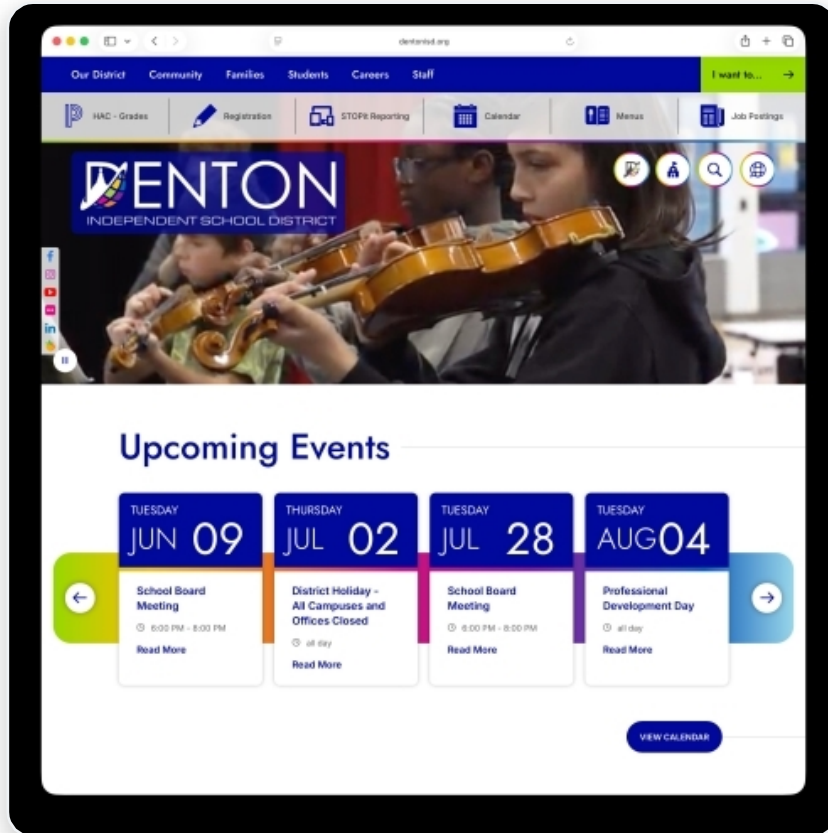 dentonisd.org
Our District Community Families Students Careers Staff I want to... →
HAC - Grades Registration STOPit Reporting Calendar Menus Job Postings
DENTON
INDEPENDENT SCHOOL DISTRICT
Upcoming Events
TUESDAY
JUN 09
School Board
Meeting
6:00 PM - 8:00 PM
Read More
THURSDAY
JUL 02
District Holiday -
All Campuses and
Offices Closed
all day
Read More
TUESDAY
JUL 28
School Board
Meeting
6:00 PM - 8:00 PM
Read More
TUESDAY
AUG 04
Professional
Development Day
all day
Read More
VIEW CALENDAR